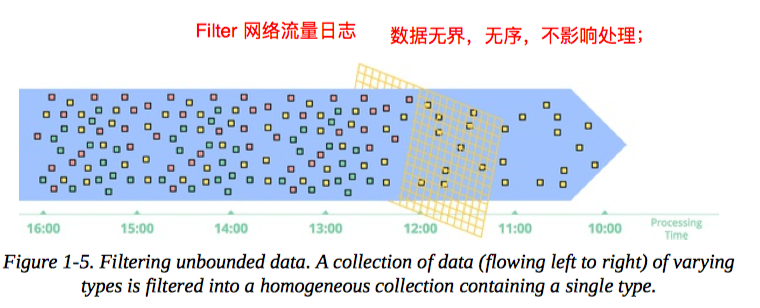 Filter 网络流量日志
数据无界，无序，不影响处理；
16:00 15:00 14:00 13:00 12:00 11:00 10:00 Processing Time
Figure 1-5. Filtering unbounded data. A collection of data (flowing left to right) of varying
types is filtered into a homogeneous collection containing a single type.